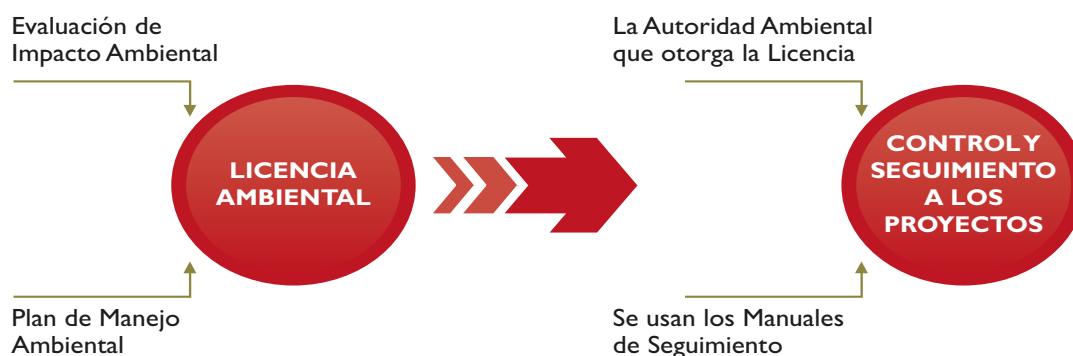 Evaluación de
Impacto Ambiental
LICENCIA
AMBIENTAL
Plan de Manejo
Ambiental
La Autoridad Ambiental
que otorga la Licencia
CONTROL Y
SEGUIMIENTO
A LOS
PROYECTOS
Se usan los Manuales
de Seguimiento